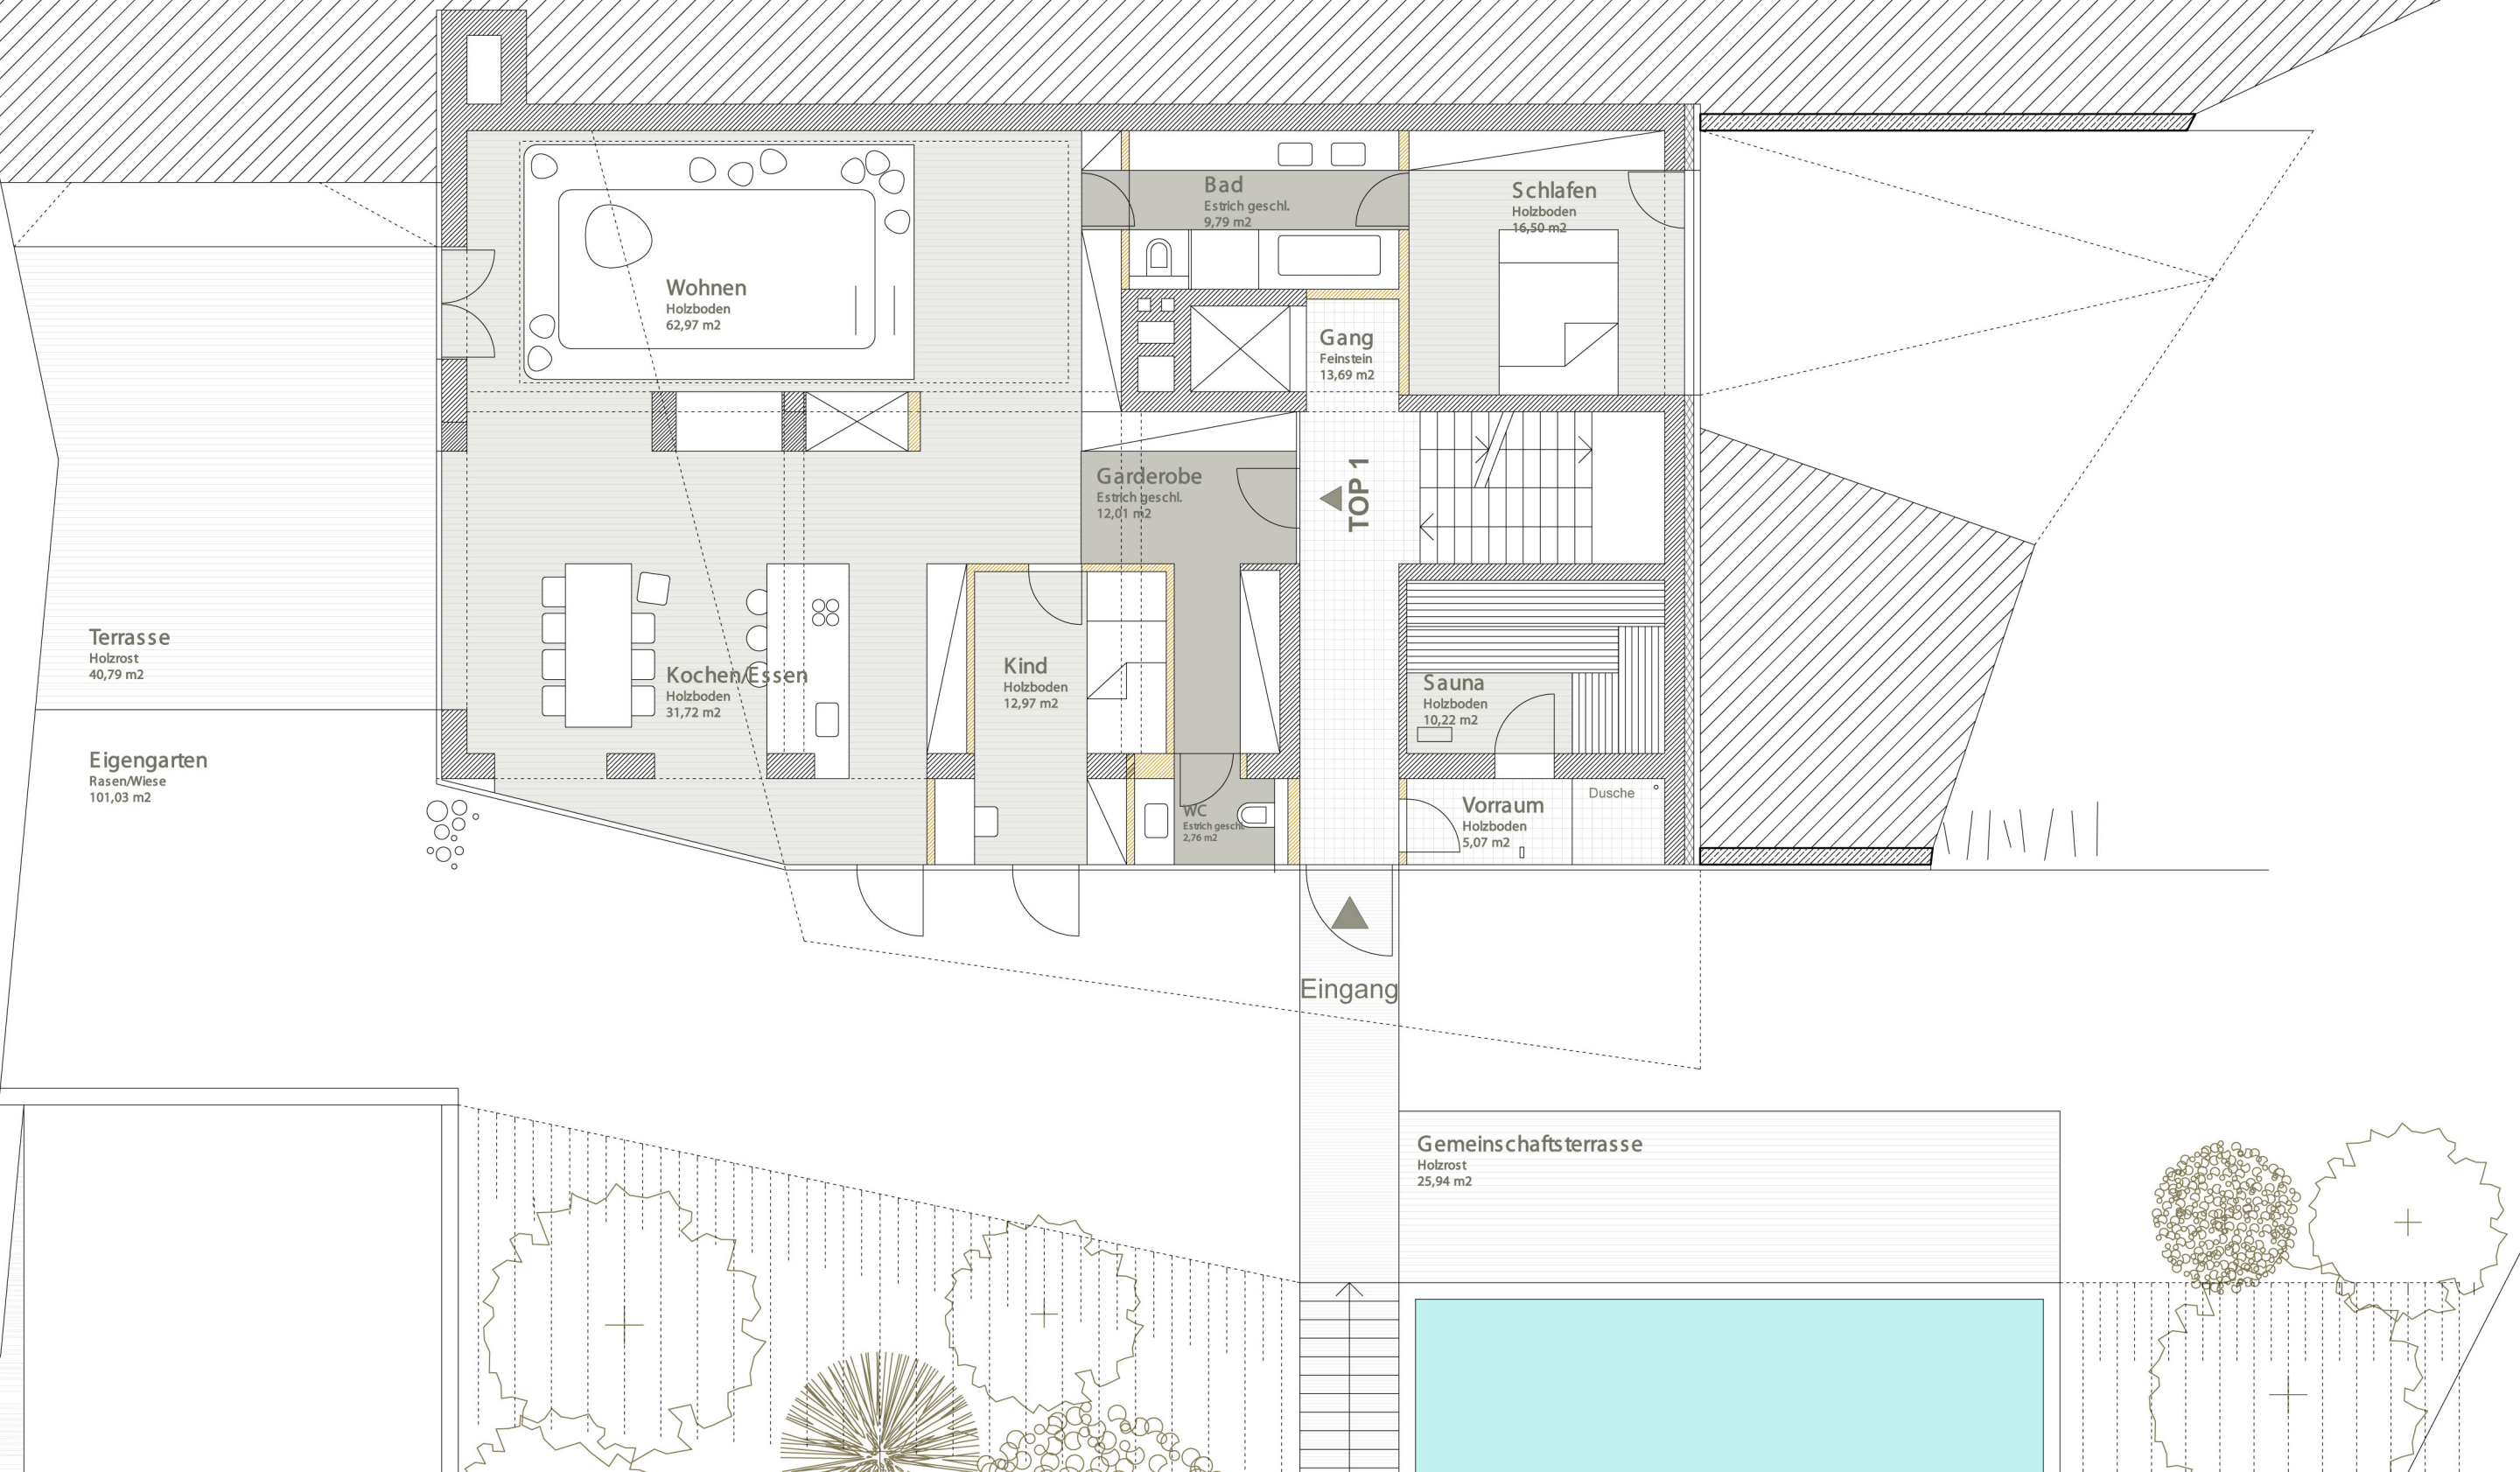 Bad
Estrich geschl.
9,79 m2
Schlafen
Holzboden
16,50 m2
Wohnen
Holzboden
62,97 m2
Gang
Feinstein
13,69 m2
Garderobe
Estrich geschl.
12,01 m2
TOP 1
Terrasse
Holzrost
40,79 m2
Kochen/Essen
Holzboden
31,72 m2
Kind
Holzboden
12,97 m2
Sauna
Holzboden
10,22 m2
Eigengarten
Rasen/Wiese
101,03 m2
WC
Estrich geschl.
2,76 m2
Vorraum
Holzboden
5,07 m2
Dusche
Eingang
Gemeinschaftsterrasse
Holzrost
25,94 m2